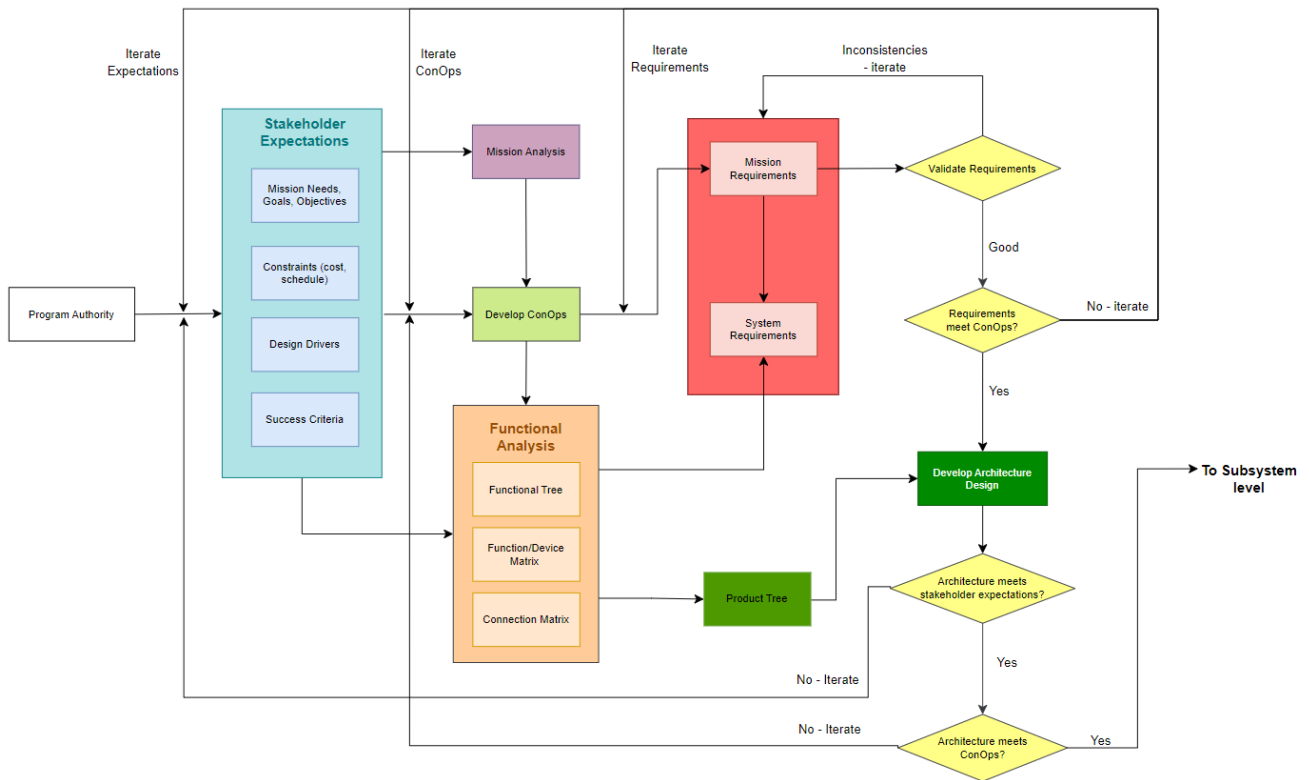 Iterate
Expectations
Iterate
ConOps
Iterate
Requirements
Inconsistencies
- iterate
Stakeholder
Expectations
Mission Needs,
Goals, Objectives
Constraints (cost,
schedule)
Design Drivers
Success Criteria
Program Authority
Mission Analysis
Develop ConOps
Functional
Analysis
Functional Tree
Function/Device
Matrix
Connection Matrix
Mission
Requirements
System
Requirements
Product Tree
Validate Requirements
Good
Requirements
meet ConOps?
No - iterate
Yes
Develop Architecture
Design
Architecture meets
stakeholder expectations?
No - Iterate
Yes
Architecture meets
ConOps?
No - Iterate
Yes
To Subsystem
level